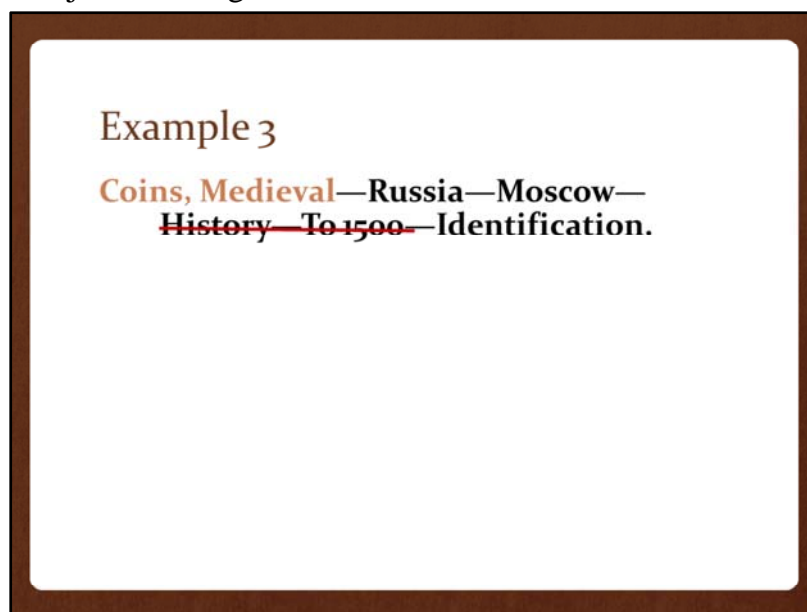 Example 3
Coins, Medieval—Russia—Moscow—
History—To 1500—Identification.